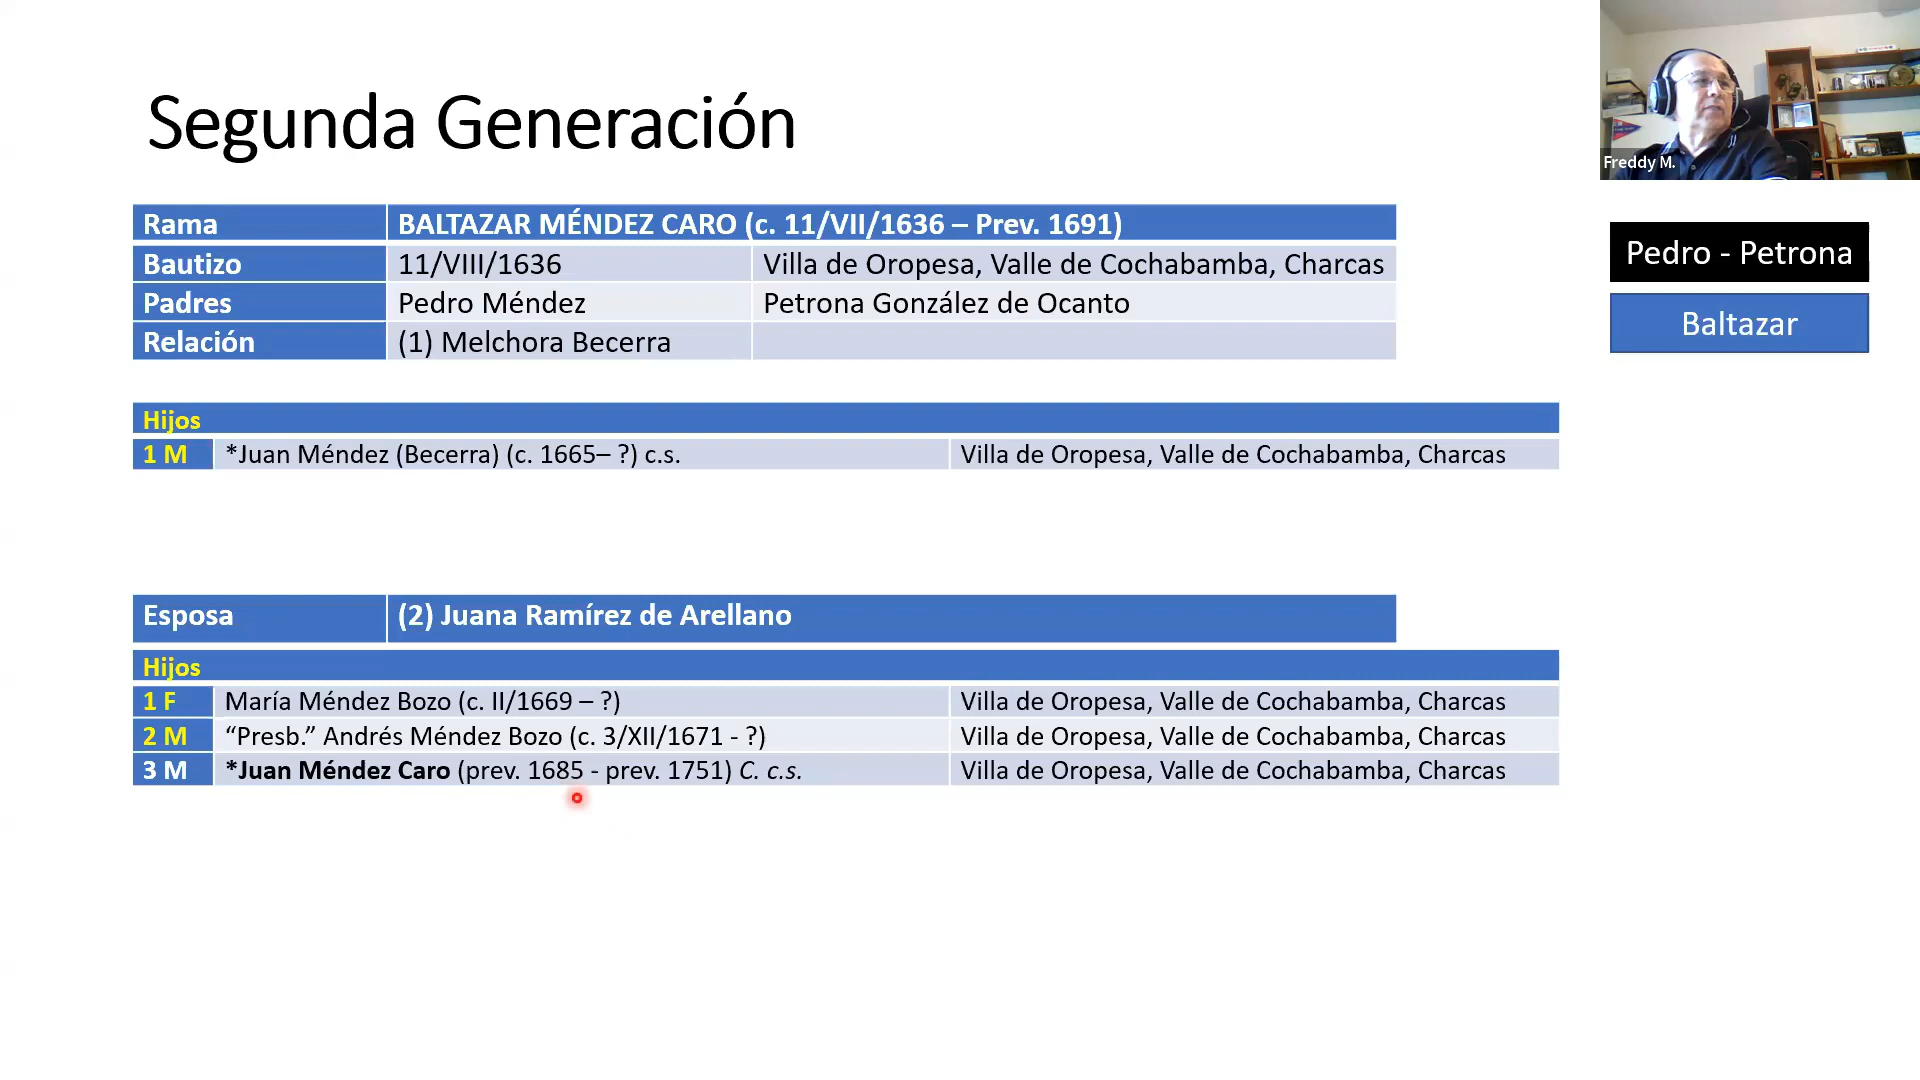 Segunda Generación
Rama BALTAZAR MÉNDEZ CARO (c. 11/VII/1636 – Prev. 1691)
Bautizo 11/VIII/1636 Villa de Oropesa, Valle de Cochabamba, Charcas
Padres Pedro Méndez Petrona González de Ocanto
Relación (1) Melchora Becerra
Hijos
1 M *Juan Méndez (Becerra) (c. 1665– ?) c.s. Villa de Oropesa, Valle de Cochabamba, Charcas
Esposa (2) Juana Ramírez de Arellano
Hijos
1 F María Méndez Bozo (c. II/1669 – ?) Villa de Oropesa, Valle de Cochabamba, Charcas
2 M “Presb.” Andrés Méndez Bozo (c. 3/XII/1671 - ?) Villa de Oropesa, Valle de Cochabamba, Charcas
3 M *Juan Méndez Caro (prev. 1685 - prev. 1751) C. c.s. Villa de Oropesa, Valle de Cochabamba, Charcas
Freddy M.
Pedro - Petrona
Baltazar